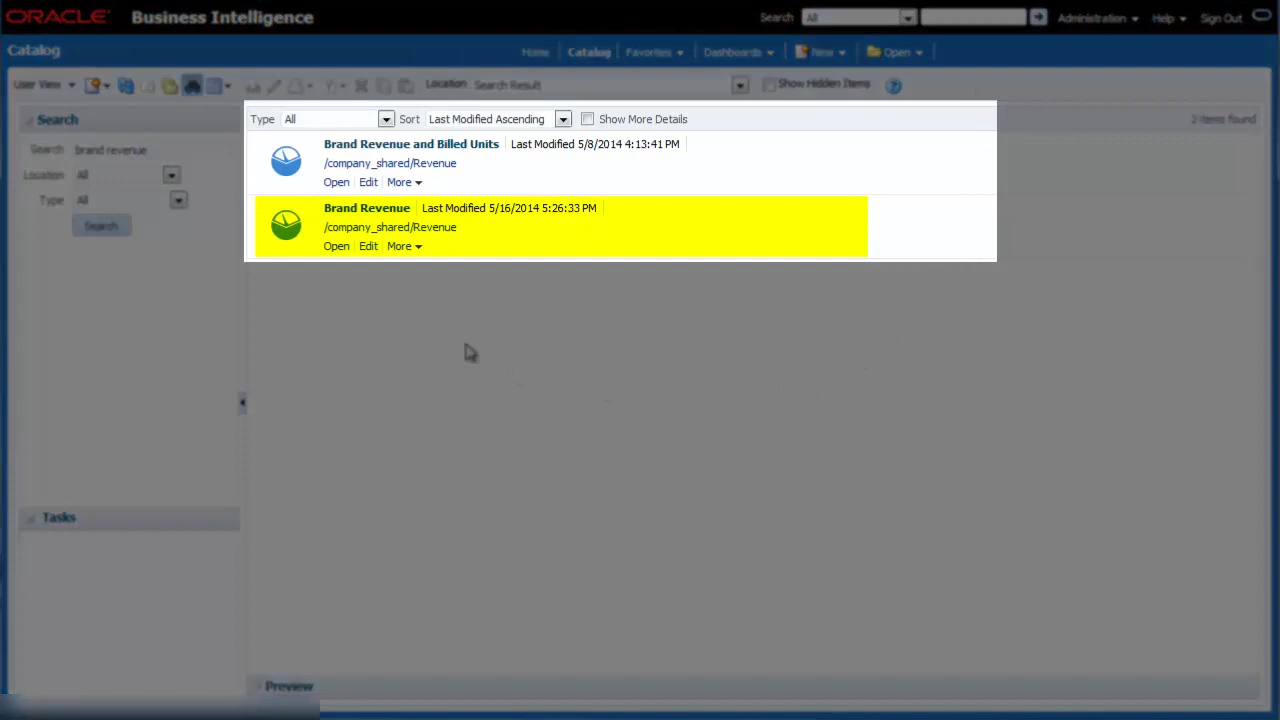 ORACLE Business Intelligence Search All Administration Help Sign Out
Catalog Home Catalog Favorites Dashboards New Open
User View Location Search Result Show Hidden Items
Search Type All Sort Last Modified Ascending Show More Details 2 items found
Search brand revenue
Location All
Type All
Search
Brand Revenue and Billed Units Last Modified 5/8/2014 4:13:41 PM
/company_shared/Revenue
Open Edit More
Brand Revenue Last Modified 5/16/2014 5:26:33 PM
/company_shared/Revenue
Open Edit More
Tasks
Preview